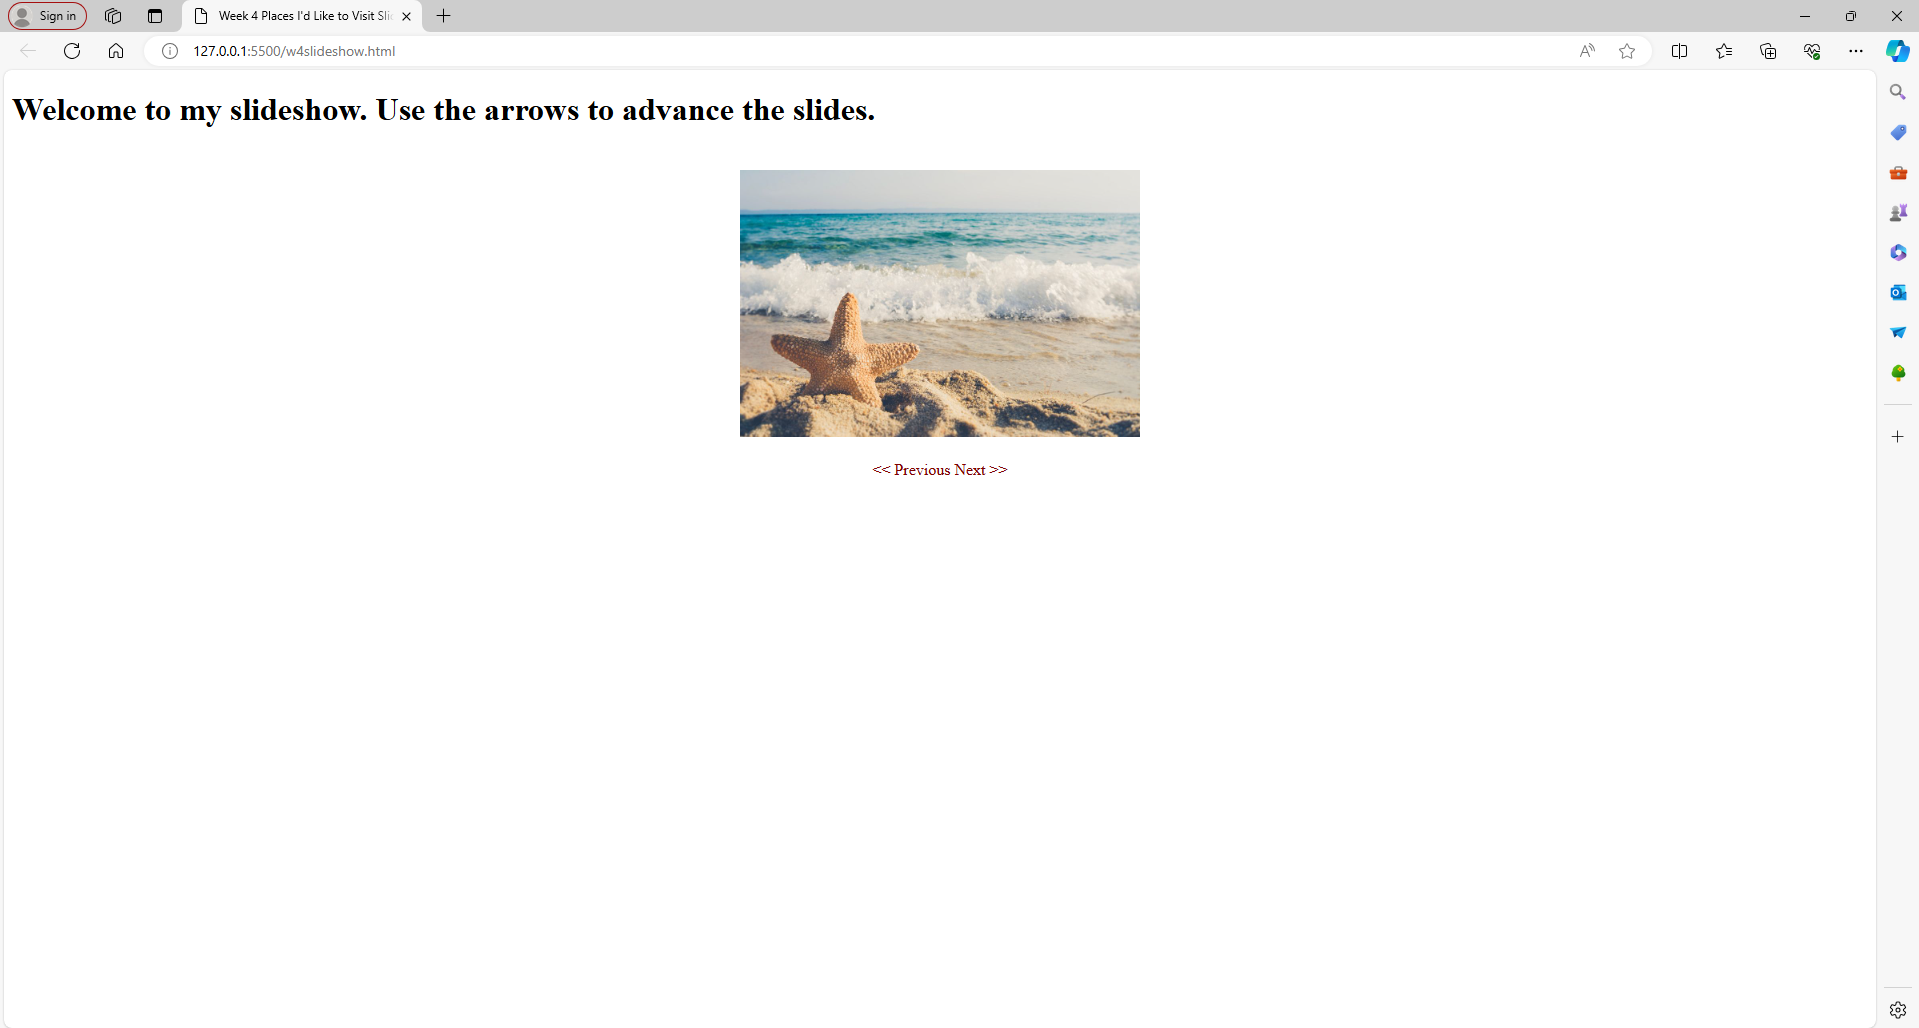 Sign in
Week 4 Places I'd Like to Visit Sli
127.0.0.1:5500/w4slideshow.html
Welcome to my slideshow. Use the arrows to advance the slides.
<< Previous Next >>